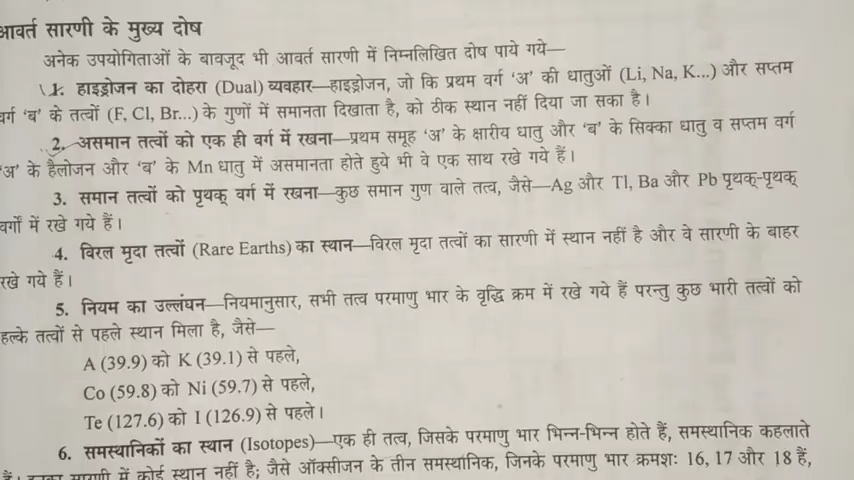 आवर्त सारणी के मुख्य दोष
अनेक उपयोगिताओं के बावजूद भी आवर्त सारणी में निम्नलिखित दोष पाये गये—
1. हाइड्रोजन का दोहरा (Dual) व्यवहार—हाइड्रोजन, जो कि प्रथम वर्ग ‘अ’ की धातुओं (Li, Na, K...) और सप्तम
वर्ग ‘ब’ के तत्वों (F, Cl, Br...) के गुणों में समानता दिखाता है, को ठीक स्थान नहीं दिया जा सका है।
2. असमान तत्वों को एक ही वर्ग में रखना—प्रथम समूह ‘अ’ के क्षारीय धातु और ‘ब’ के सिक्का धातु व सप्तम वर्ग
‘अ’ के हैलोजन और ‘ब’ के Mn धातु में असमानता होते हुये भी वे एक साथ रखे गये हैं।
3. समान तत्वों को पृथक् वर्ग में रखना—कुछ समान गुण वाले तत्व, जैसे—Ag और Tl, Ba और Pb पृथक्-पृथक्
वर्गों में रखे गये हैं।
4. विरल मृदा तत्वों (Rare Earths) का स्थान—विरल मृदा तत्वों का सारणी में स्थान नहीं है और वे सारणी के बाहर
रखे गये हैं।
5. नियम का उल्लंघन—नियमानुसार, सभी तत्व परमाणु भार के वृद्धि क्रम में रखे गये हैं परन्तु कुछ भारी तत्वों को
हल्के तत्वों से पहले स्थान मिला है, जैसे—
A (39.9) को K (39.1) से पहले,
Co (59.8) को Ni (59.7) से पहले,
Te (127.6) को I (126.9) से पहले।
6. समस्थानिकों का स्थान (Isotopes)—एक ही तत्व, जिसके परमाणु भार भिन्न-भिन्न होते हैं, समस्थानिक कहलाते
हैं। इनका सारणी में कोई स्थान नहीं है; जैसे ऑक्सीजन के तीन समस्थानिक, जिनके परमाणु भार क्रमशः 16, 17 और 18 हैं,